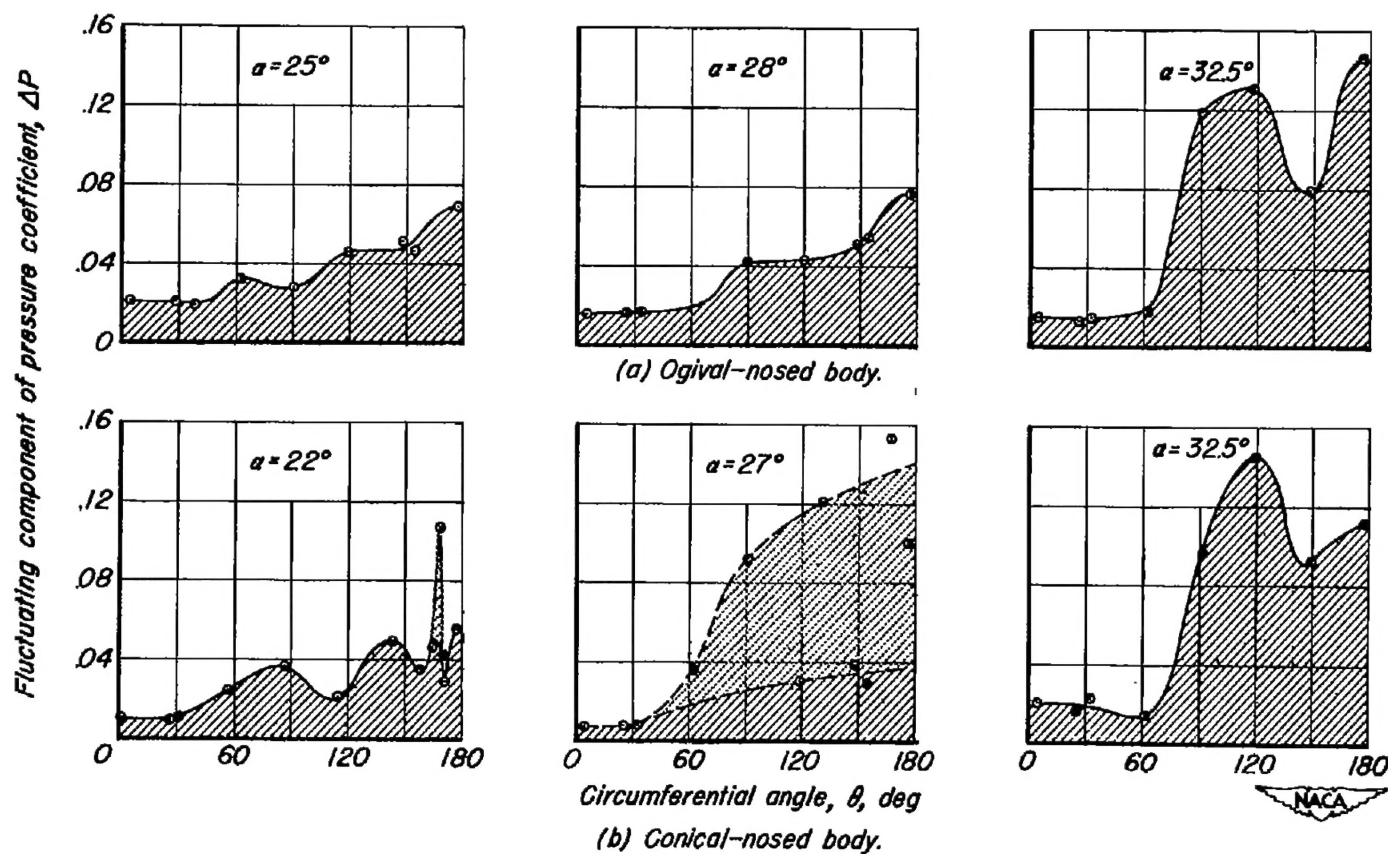 Fluctuating component of pressure coefficient, ΔP
.16
.12
.08
.04
0
α = 25°
α = 28°
α = 32.5°
(a) Ogival-nosed body.
.16
.12
.08
.04
0
α = 22°
α = 27°
α = 32.5°
60 120 180
0 60 120 180
0 60 120 180
Circumferential angle, θ, deg
NACA
(b) Conical-nosed body.